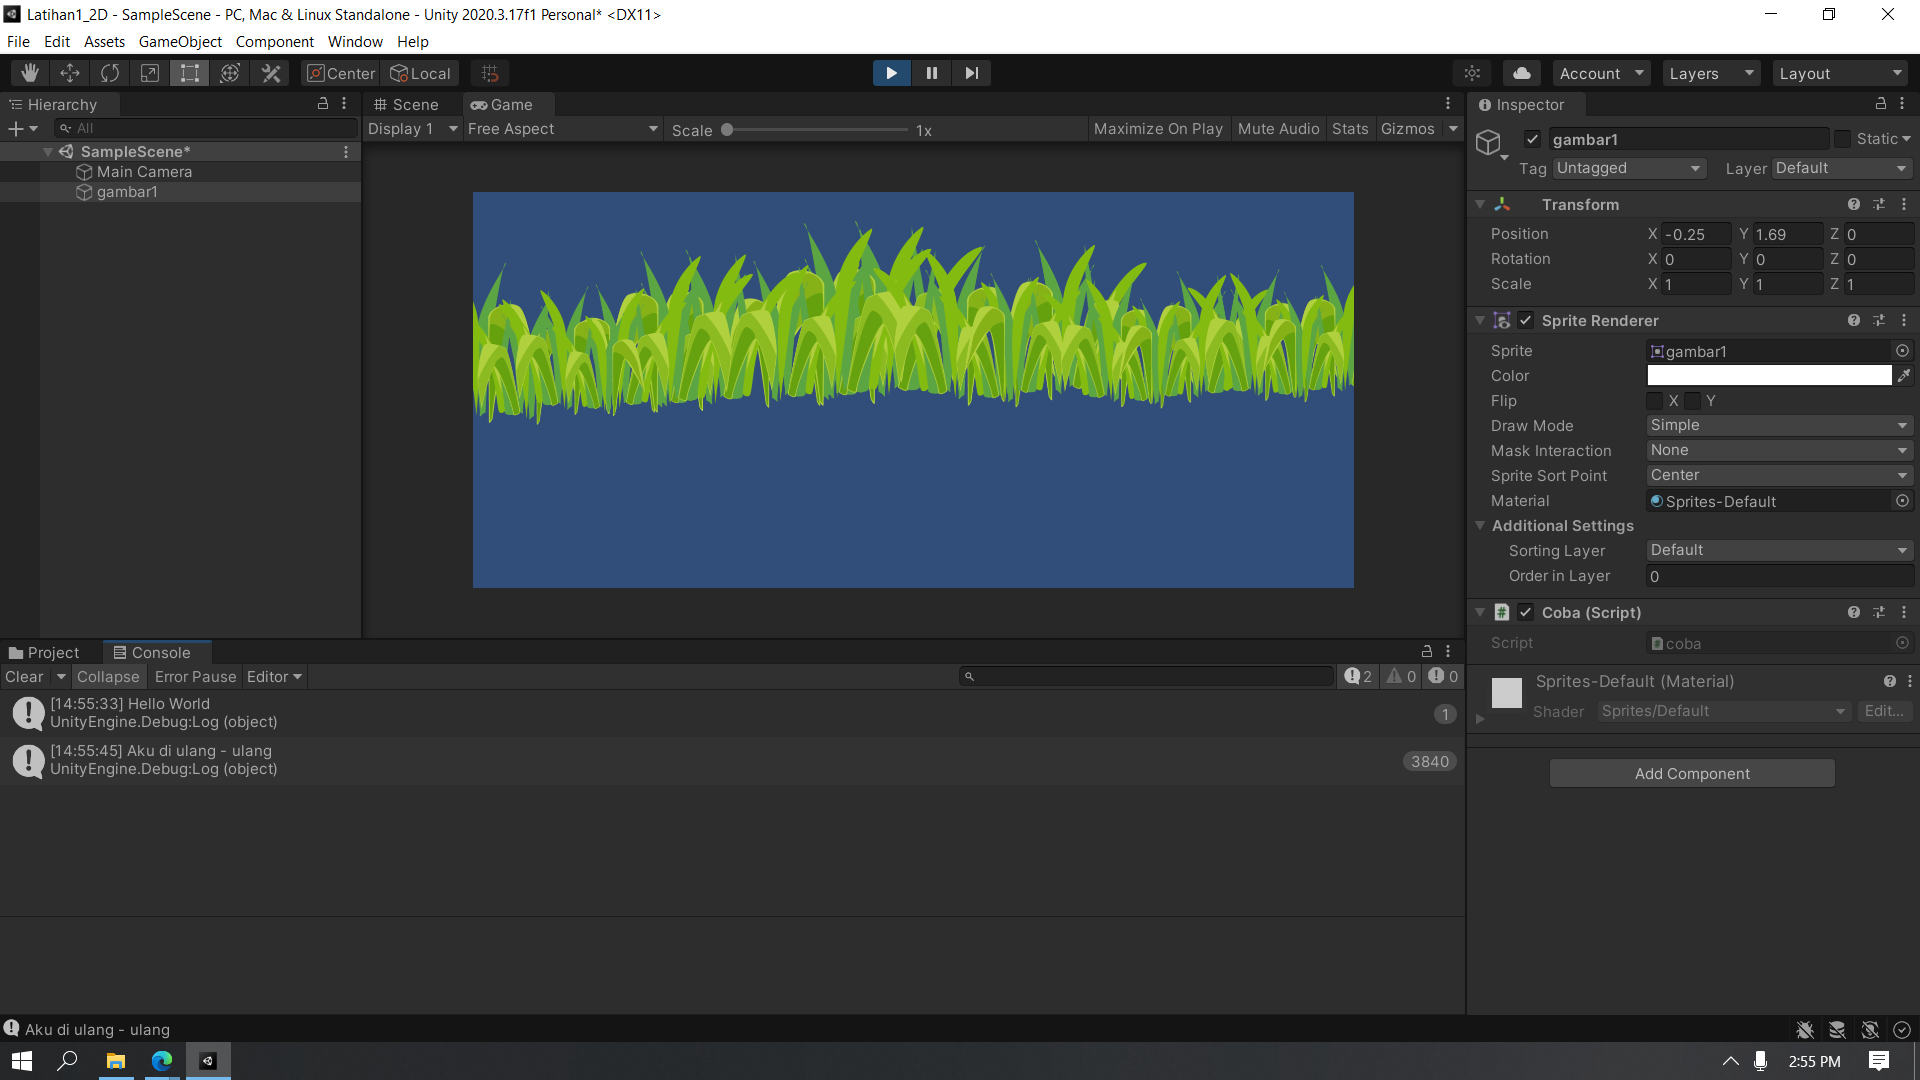 Latihan1_2D - SampleScene - PC, Mac & Linux Standalone - Unity 2020.3.17f1 Personal* <DX11>
File Edit Assets GameObject Component Window Help
Center Local Account Layers Layout
Hierarchy
All
SampleScene*
Main Camera
gambar1
Scene Game
Display 1 Free Aspect Scale 1x Maximize On Play Mute Audio Stats Gizmos
Inspector
gambar1 Static
Tag Untagged Layer Default
Transform
Position X -0.25 Y 1.69 Z 0
Rotation X 0 Y 0 Z 0
Scale X 1 Y 1 Z 1
Sprite Renderer
Sprite gambar1
Color
Flip X Y
Draw Mode Simple
Mask Interaction None
Sprite Sort Point Center
Material Sprites-Default
Additional Settings
Sorting Layer Default
Order in Layer 0
Coba (Script)
Script coba
Sprites-Default (Material)
Shader Sprites/Default Edit...
Add Component
Project Console
Clear Collapse Error Pause Editor 2 0 0
[14:55:33] Hello World
UnityEngine.Debug:Log (object)
1
[14:55:45] Aku di ulang - ulang
UnityEngine.Debug:Log (object)
3840
Aku di ulang - ulang
2:55 PM